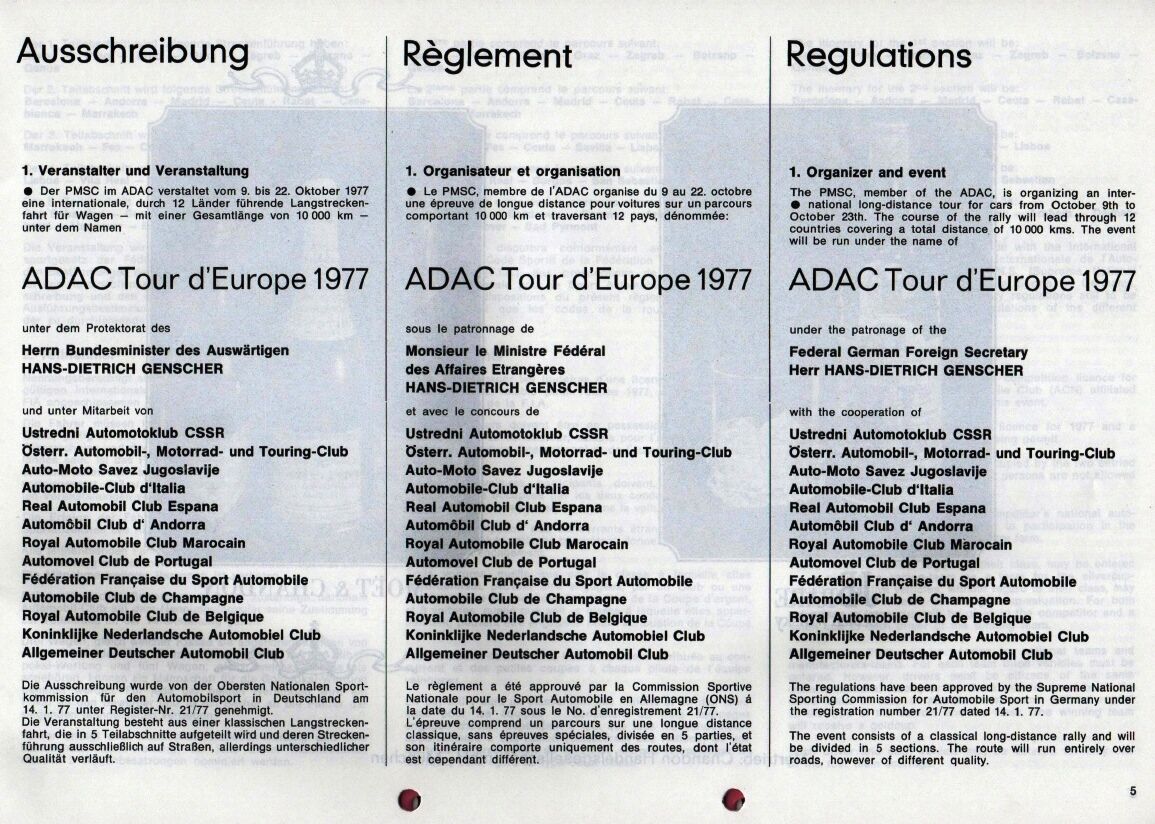 Ausschreibung
1. Veranstalter und Veranstaltung
● Der PMSC im ADAC verstaltet vom 9. bis 22. Oktober 1977
eine internationale, durch 12 Länder führende Langstrecken-
fahrt für Wagen — mit einer Gesamtlänge von 10 000 km —
unter dem Namen
ADAC Tour d'Europe 1977
unter dem Protektorat des
Herrn Bundesminister des Auswärtigen
HANS-DIETRICH GENSCHER
und unter Mitarbeit von
Ustredni Automotoklub CSSR
Österr. Automobil-, Motorrad- und Touring-Club
Auto-Moto Savez Jugoslavije
Automobile-Club d'Italia
Real Automobil Club Espana
Automôbil Club d' Andorra
Royal Automobile Club Marocain
Automovel Club de Portugal
Fédération Française du Sport Automobile
Automobile Club de Champagne
Royal Automobile Club de Belgique
Koninklijke Nederlandsche Automobiel Club
Allgemeiner Deutscher Automobil Club
Die Ausschreibung wurde von der Obersten Nationalen Sport-
kommission für den Automobilsport in Deutschland am
14. 1. 77 unter Register-Nr. 21/77 genehmigt.
Die Veranstaltung besteht aus einer klassischen Langstrecken-
fahrt, die in 5 Teilabschnitte aufgeteilt wird und deren Strecken-
führung ausschließlich auf Straßen, allerdings unterschiedlicher
Qualität verläuft.
Règlement
1. Organisateur et organisation
● Le PMSC, membre de l'ADAC organise du 9 au 22. octobre
une épreuve de longue distance pour voitures sur un parcours
comportant 10 000 km et traversant 12 pays, dénommée:
ADAC Tour d'Europe 1977
sous le patronnage de
Monsieur le Ministre Fédéral
des Affaires Etrangères
HANS-DIETRICH GENSCHER
et avec le concours de
Ustredni Automotoklub CSSR
Österr. Automobil-, Motorrad- und Touring-Club
Auto-Moto Savez Jugoslavije
Automobile-Club d'Italia
Real Automobil Club Espana
Automôbil Club d' Andorra
Royal Automobile Club Marocain
Automovel Club de Portugal
Fédération Française du Sport Automobile
Automobile Club de Champagne
Royal Automobile Club de Belgique
Koninklijke Nederlandsche Automobiel Club
Allgemeiner Deutscher Automobil Club
Le règlement a été approuvé par la Commission Sportive
Nationale pour le Sport Automobile en Allemagne (ONS) á
la date du 14. 1. 77 sous le No. d'enregistrement 21/77.
L'épreuve comprend un parcours sur une longue distance
classique, sans épreuves spéciales, divisée en 5 parties, et
son itinéraire comporte uniquement des routes, dont l'état
est cependant différent.
Regulations
1. Organizer and event
The PMSC, member of the ADAC, is organizing an inter-
● national long-distance tour for cars from October 9th to
October 23th. The course of the rally will lead through 12
countries covering a total distance of 10 000 kms. The event
will be run under the name of
ADAC Tour d'Europe 1977
under the patronage of the
Federal German Foreign Secretary
Herr HANS-DIETRICH GENSCHER
with the cooperation of
Ustredni Automotoklub CSSR
Österr. Automobil-, Motorrad- und Touring-Club
Auto-Moto Savez Jugoslavije
Automobile-Club d'Italia
Real Automobil Club Espana
Automôbil Club d' Andorra
Royal Automobile Club Marocain
Automovel Club de Portugal
Fédération Française du Sport Automobile
Automobile Club de Champagne
Royal Automobile Club de Belgique
Koninklijke Nederlandsche Automobiel Club
Allgemeiner Deutscher Automobil Club
The regulations have been approved by the Supreme National
Sporting Commission for Automobile Sport in Germany under
the registration number 21/77 dated 14. 1. 77.
The event consists of a classical long-distance rally and will
be divided in 5 sections. The route will run entirely over
roads, however of different quality.
5